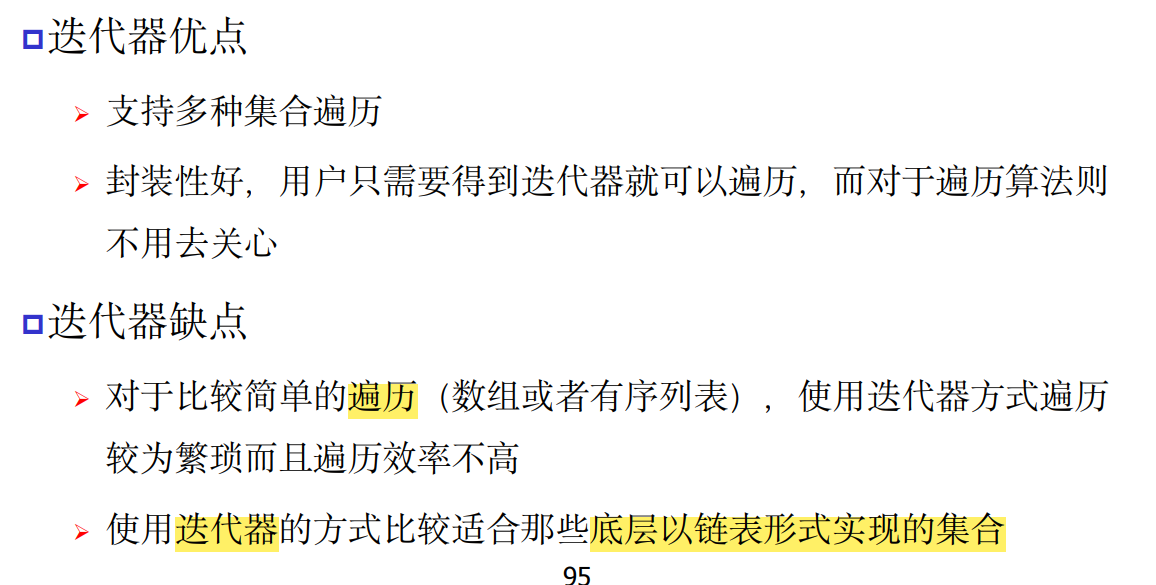 迭代器优点
支持多种集合遍历
封装性好，用户只需要得到迭代器就可以遍历，而对于遍历算法则
不用去关心
迭代器缺点
对于比较简单的遍历（数组或者有序列表），使用迭代器方式遍历
较为繁琐而且遍历效率不高
使用迭代器的方式比较适合那些底层以链表形式实现的集合
95